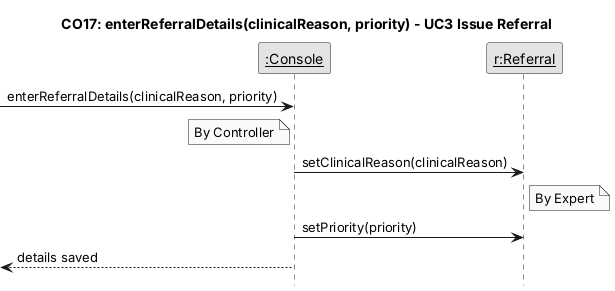 CO17: enterReferralDetails(clinicalReason, priority) - UC3 Issue Referral
:Console
r:Referral
enterReferralDetails(clinicalReason, priority)
By Controller
setClinicalReason(clinicalReason)
By Expert
setPriority(priority)
details saved